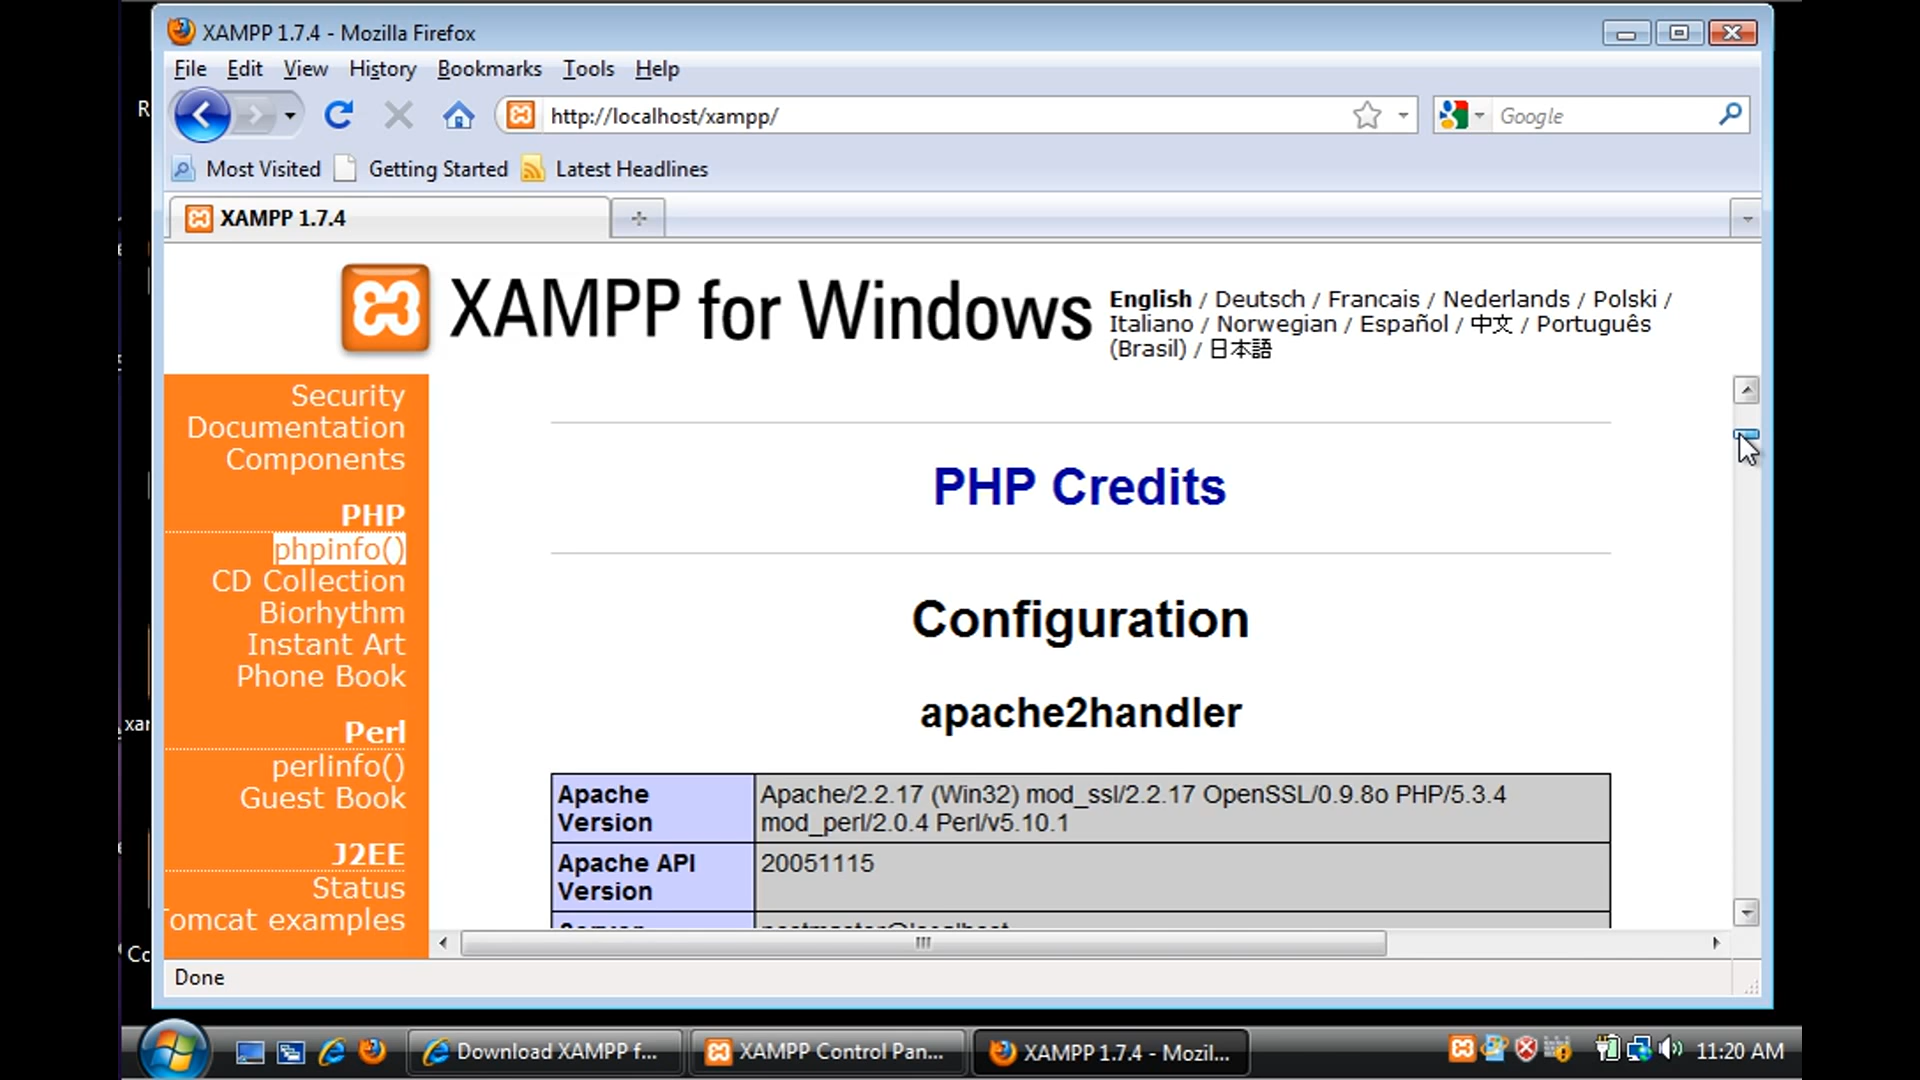 XAMPP 1.7.4 - Mozilla Firefox
File Edit View History Bookmarks Tools Help
http://localhost/xampp/
Google
Most Visited Getting Started Latest Headlines
XAMPP 1.7.4
XAMPP for Windows
English / Deutsch / Francais / Nederlands / Polski /
Italiano / Norwegian / Español / 中文 / Português
(Brasil) / 日本語
Security
Documentation
Components
PHP
phpinfo()
CD Collection
Biorhythm
Instant Art
Phone Book
Perl
perlinfo()
Guest Book
J2EE
Status
omcat examples
PHP Credits
Configuration
apache2handler
Apache Version
Apache/2.2.17 (Win32) mod_ssl/2.2.17 OpenSSL/0.9.8o PHP/5.3.4
mod_perl/2.0.4 Perl/v5.10.1
Apache API Version
20051115
Done
Download XAMPP f...
XAMPP Control Pan...
XAMPP 1.7.4 - Mozil...
11:20 AM